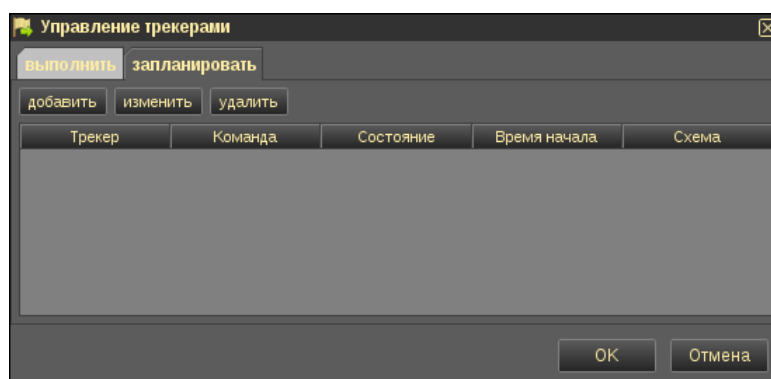 Управление трекерами
выполнить запланировать
добавить изменить удалить
Трекер Команда Состояние Время начала Схема
OK Отмена